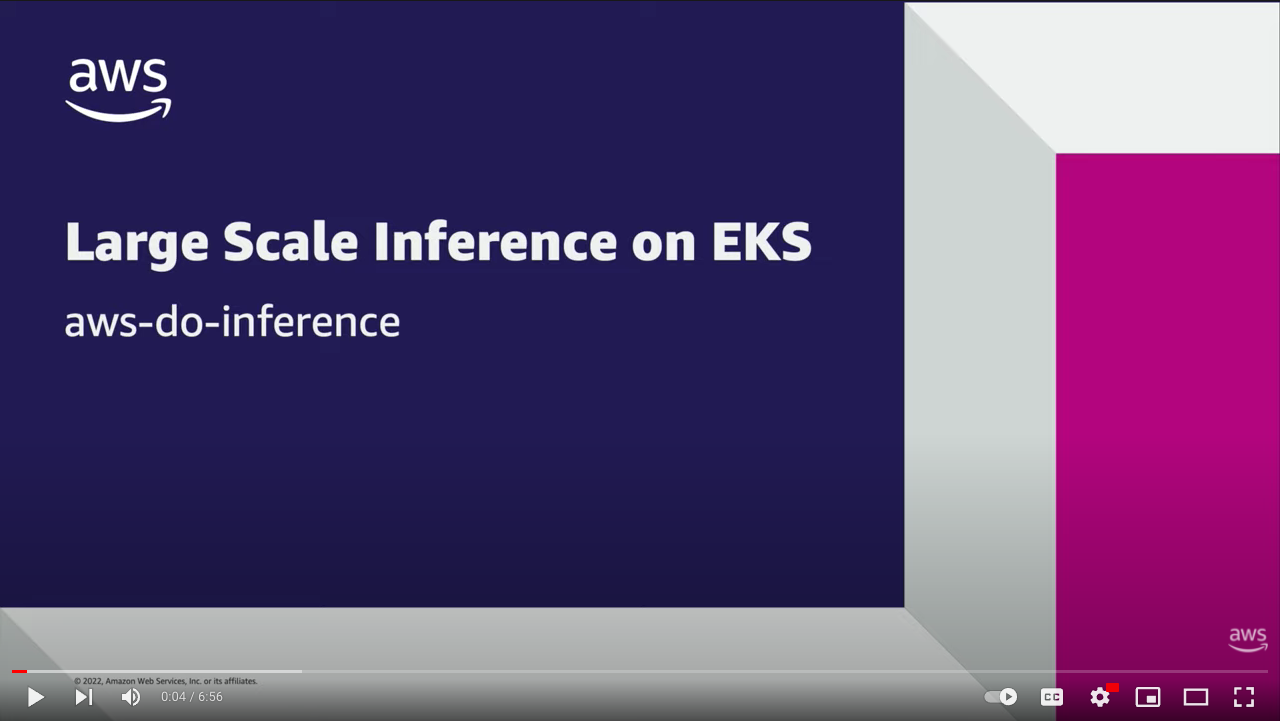 aws
Large Scale Inference on EKS
aws-do-inference
aws
© 2022, Amazon Web Services, Inc. or its affiliates.
0:04 / 6:56
CC